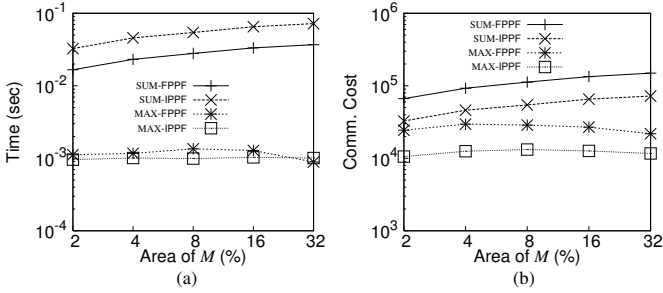 10^-1
10^-2
10^-3
10^-4
Time (sec)
SUM-FPPF
SUM-IPPF
MAX-FPPF
MAX-IPPF
2 4 8 16 32
Area of M (%)
(a)
10^6
10^5
10^4
10^3
Comm. Cost
SUM-FPPF
SUM-IPPF
MAX-FPPF
MAX-IPPF
2 4 8 16 32
Area of M (%)
(b)